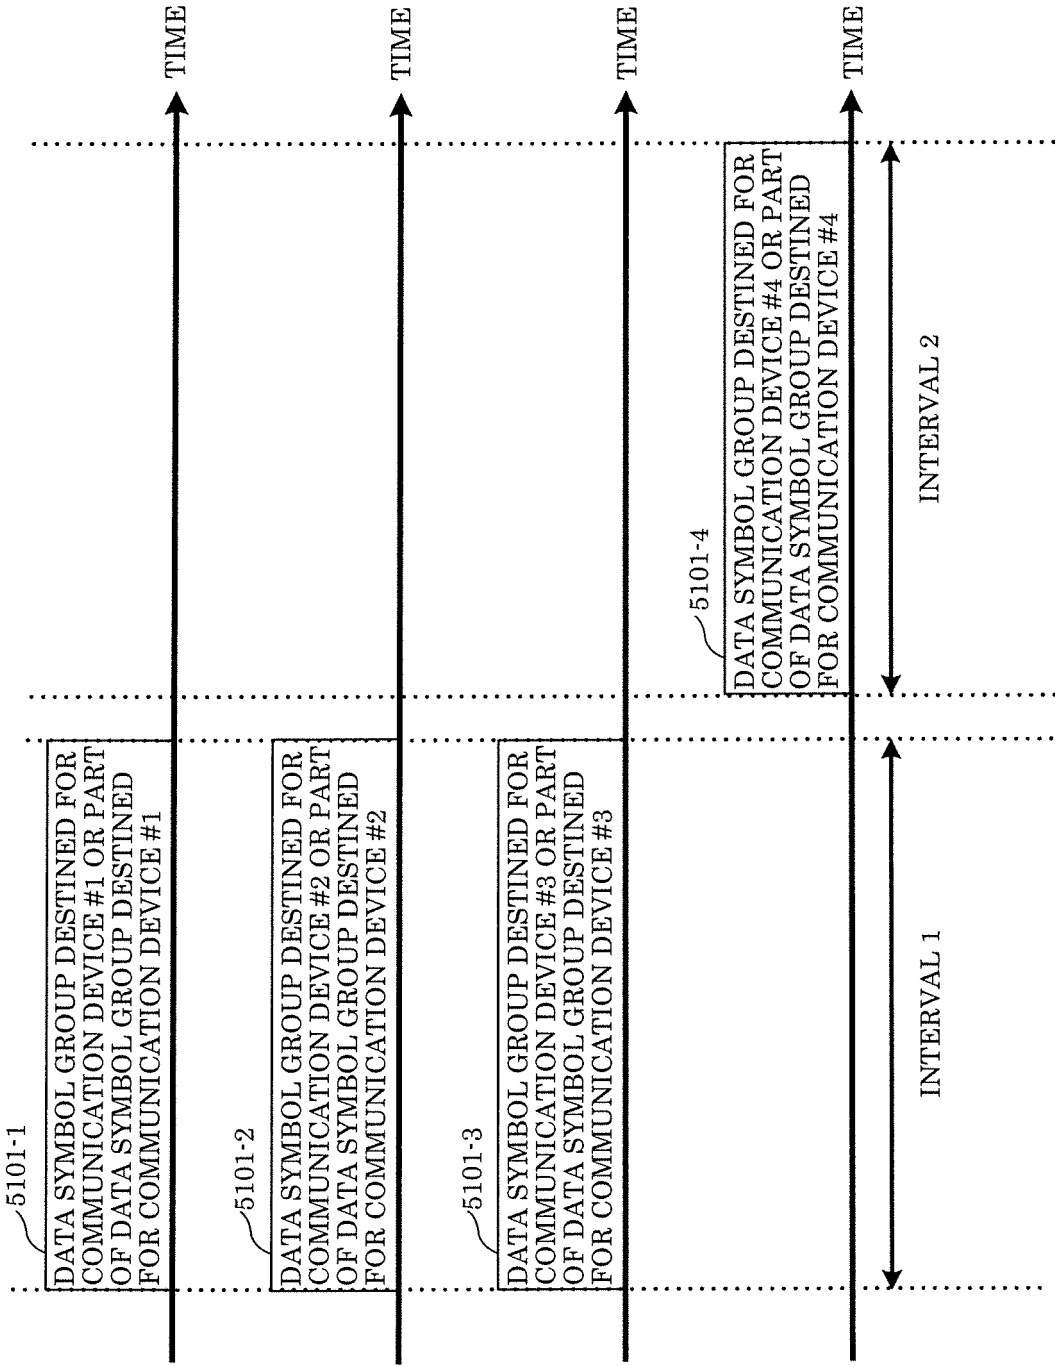 5101-1
DATA SYMBOL GROUP DESTINED FOR
COMMUNICATION DEVICE #1 OR PART
OF DATA SYMBOL GROUP DESTINED
FOR COMMUNICATION DEVICE #1
TIME
5101-2
DATA SYMBOL GROUP DESTINED FOR
COMMUNICATION DEVICE #2 OR PART
OF DATA SYMBOL GROUP DESTINED
FOR COMMUNICATION DEVICE #2
TIME
5101-3
DATA SYMBOL GROUP DESTINED FOR
COMMUNICATION DEVICE #3 OR PART
OF DATA SYMBOL GROUP DESTINED
FOR COMMUNICATION DEVICE #3
TIME
5101-4
DATA SYMBOL GROUP DESTINED FOR
COMMUNICATION DEVICE #4 OR PART
OF DATA SYMBOL GROUP DESTINED
FOR COMMUNICATION DEVICE #4
TIME
INTERVAL 1
INTERVAL 2